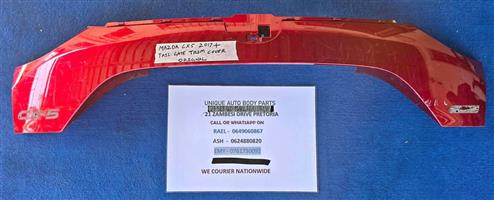 MAZDA CX5 2017+
TAIL GATE TRIM COVER
ORIGINAL
CX-5
UNIQUE AUTO BODY PARTS
21 ZAMBESI DRIVE PRETORIA
CALL OR WHATSAPP ON
RAEL - 0649060867
ASH - 0624880820
WE COURIER NATIONWIDE